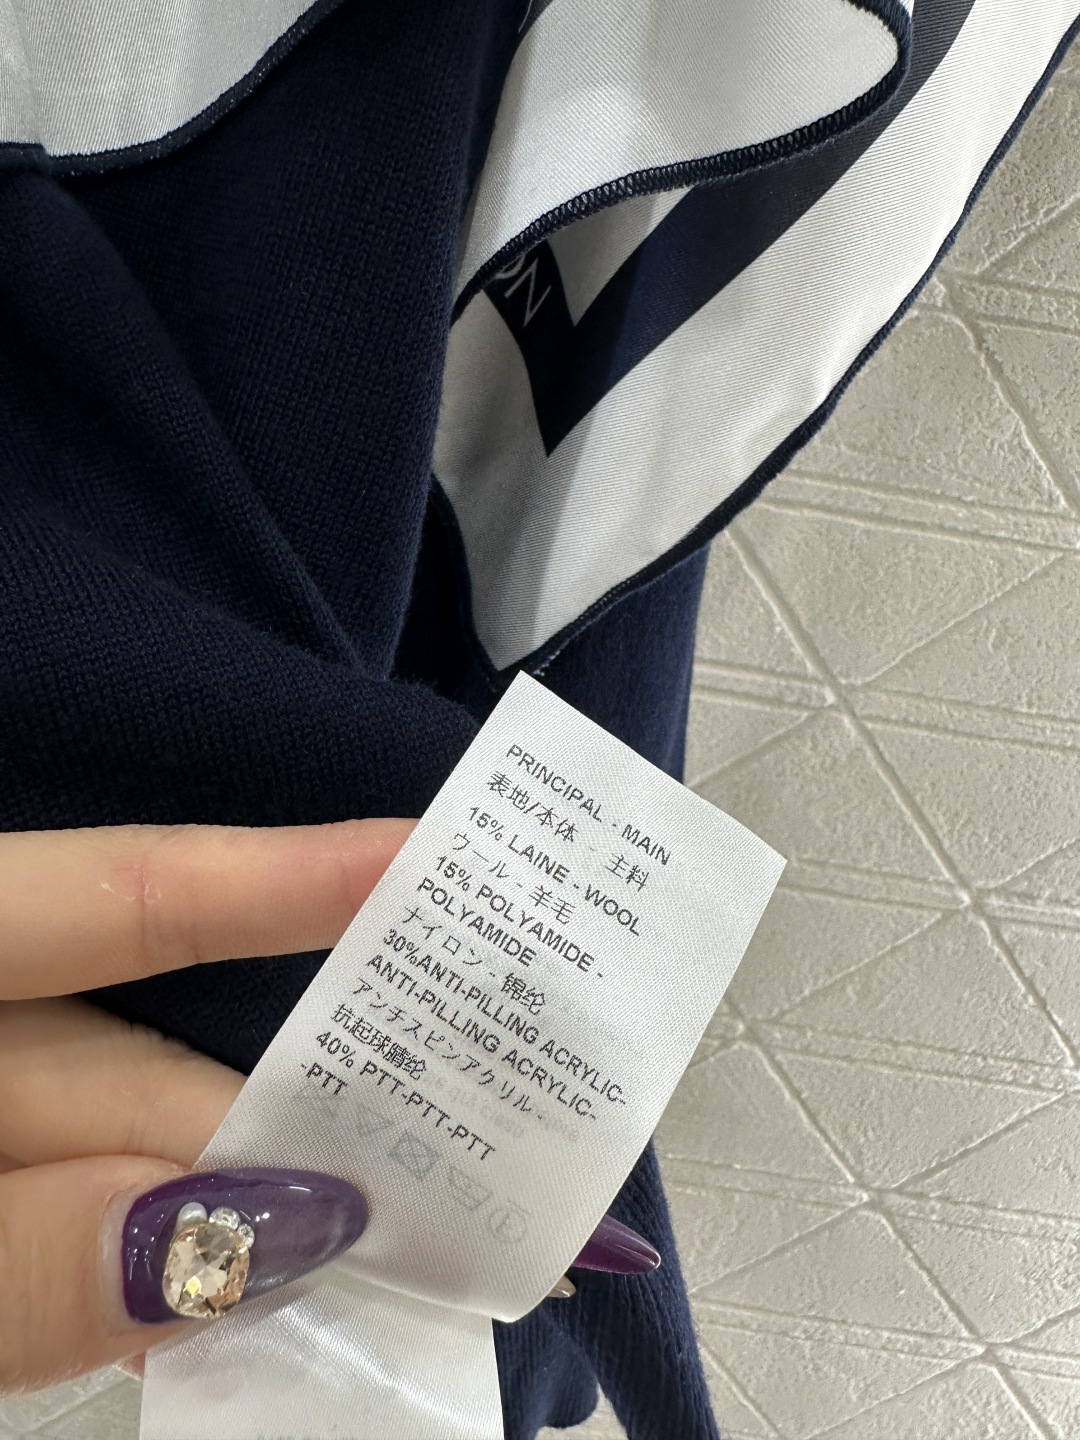 PRINCIPAL - MAIN
表地/本体 - 主料
15% LAINE - WOOL
ウール - 羊毛
15% POLYAMIDE -
POLYAMIDE
ナイロン - 锦纶
30%ANTI-PILLING ACRYLIC-
ANTI-PILLING ACRYLIC-
アンチスピンアクリル-
抗起球腈纶
40% PTT-PTT-PTT
-PTT